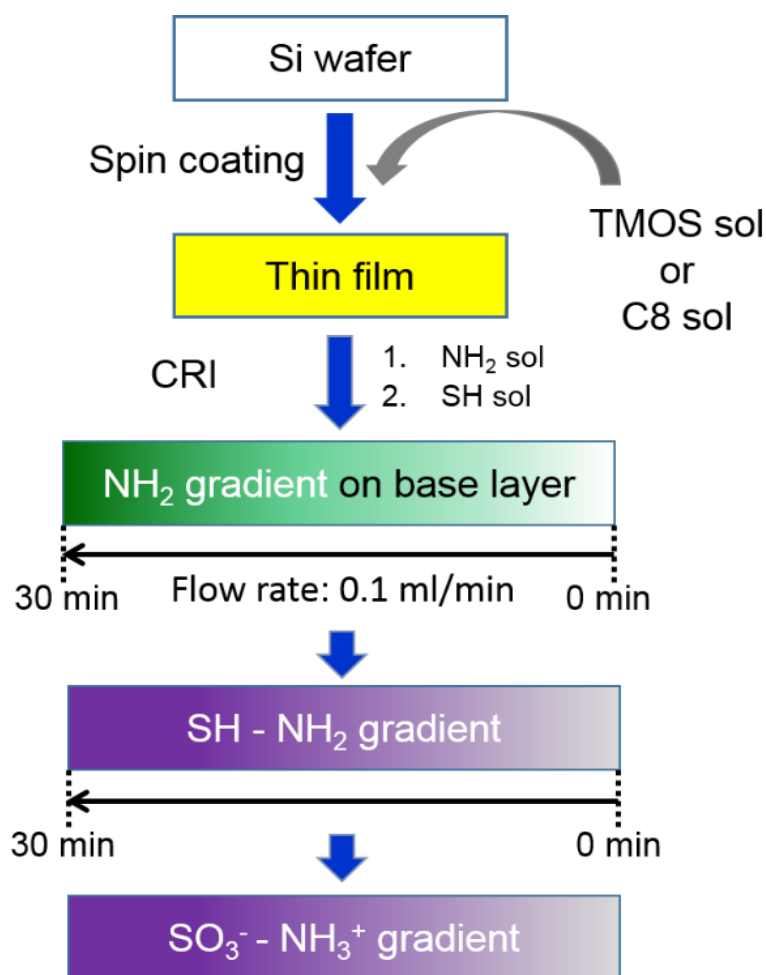 Si wafer
Spin coating
TMOS sol
or
C8 sol
Thin film
CRI
1. NH₂ sol
2. SH sol
NH₂ gradient on base layer
30 min
Flow rate: 0.1 ml/min
0 min
SH - NH₂ gradient
30 min
0 min
SO₃⁻ - NH₃⁺ gradient